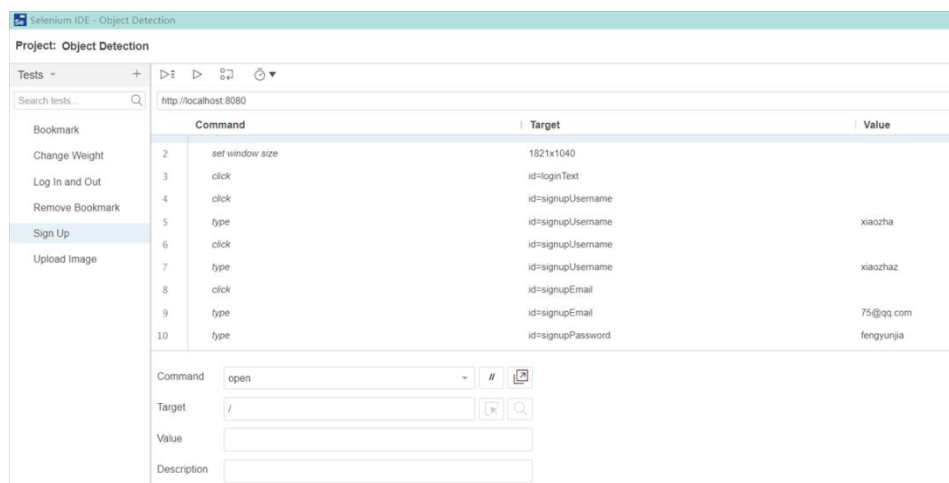 Selenium IDE - Object Detection
Project: Object Detection
Tests
Search tests...
Bookmark
Change Weight
Log In and Out
Remove Bookmark
Sign Up
Upload Image
http://localhost:8080
Command Target Value
2 set window size 1821x1040
3 click id=loginText
4 click id=signupUsername
5 type id=signupUsername xiaozha
6 click id=signupUsername
7 type id=signupUsername xiaozhaz
8 click id=signupEmail
9 type id=signupEmail 75@qq.com
10 type id=signupPassword fengyunjia
Command open //
Target /
Value
Description